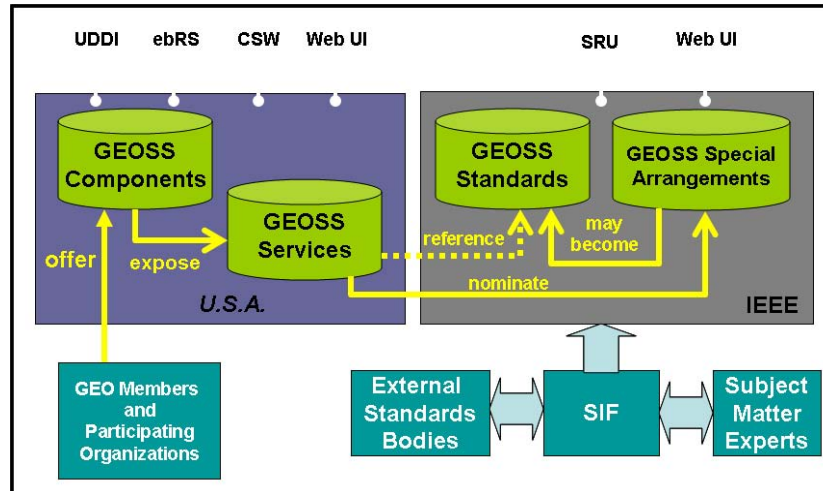 UDDI ebRS CSW Web UI SRU Web UI
GEOSS
Components
GEOSS
Services
offer
expose
U.S.A.
GEOSS
Standards
GEOSS Special
Arrangements
reference
may
become
nominate
IEEE
GEO Members
and
Participating
Organizations
External
Standards
Bodies
SIF
Subject
Matter
Experts